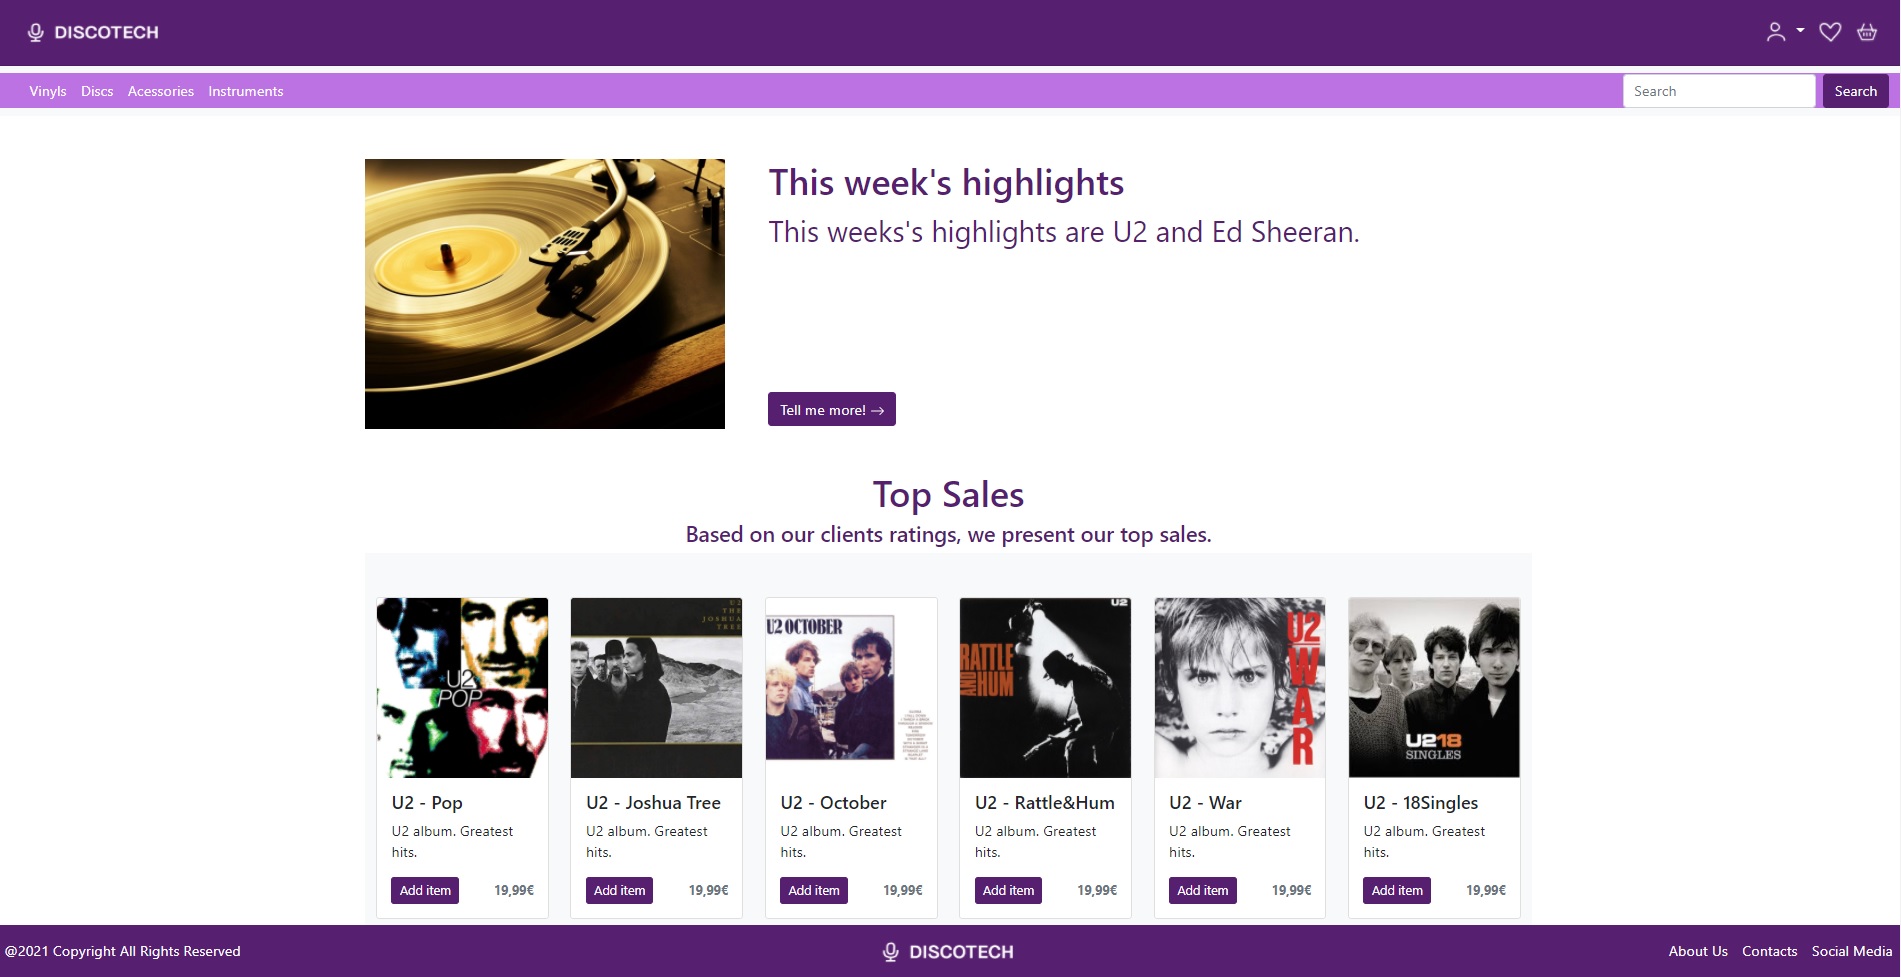 DISCOTECH
Vinyls Discs Acessories Instruments Search Search
This week's highlights
This weeks's highlights are U2 and Ed Sheeran.
Tell me more! →
Top Sales
Based on our clients ratings, we present our top sales.
U2
POP
U2
THE
JOSHUA
TREE
U2 OCTOBER
U2
RATTLE
AND HUM
U2
WAR
U218
SINGLES
U2 - Pop
U2 album. Greatest
hits.
Add item 19,99€
U2 - Joshua Tree
U2 album. Greatest
hits.
Add item 19,99€
U2 - October
U2 album. Greatest
hits.
Add item 19,99€
U2 - Rattle&Hum
U2 album. Greatest
hits.
Add item 19,99€
U2 - War
U2 album. Greatest
hits.
Add item 19,99€
U2 - 18Singles
U2 album. Greatest
hits.
Add item 19,99€
@2021 Copyright All Rights Reserved DISCOTECH About Us Contacts Social Media